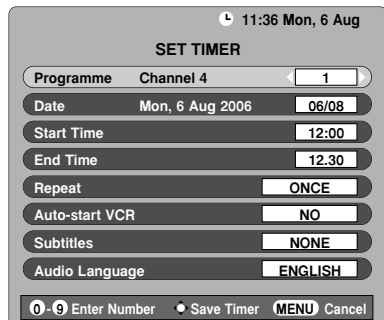 11:36 Mon, 6 Aug
SET TIMER
Programme Channel 4 1
Date Mon, 6 Aug 2006 06/08
Start Time 12:00
End Time 12.30
Repeat ONCE
Auto-start VCR NO
Subtitles NONE
Audio Language ENGLISH
0-9 Enter Number Save Timer MENU Cancel